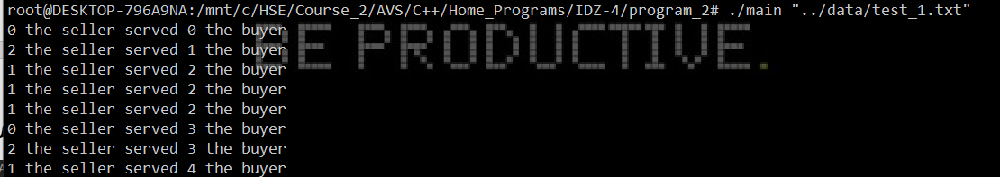 root@DESKTOP-796A9NA:/mnt/c/HSE/Course_2/AVS/C++/Home_Programs/IDZ-4/program_2# ./main "../data/test_1.txt"
0 the seller served 0 the buyer
2 the seller served 1 the buyer
1 the seller served 2 the buyer
1 the seller served 2 the buyer
1 the seller served 2 the buyer
0 the seller served 3 the buyer
2 the seller served 3 the buyer
1 the seller served 4 the buyer
BE PRODUCTIVE.